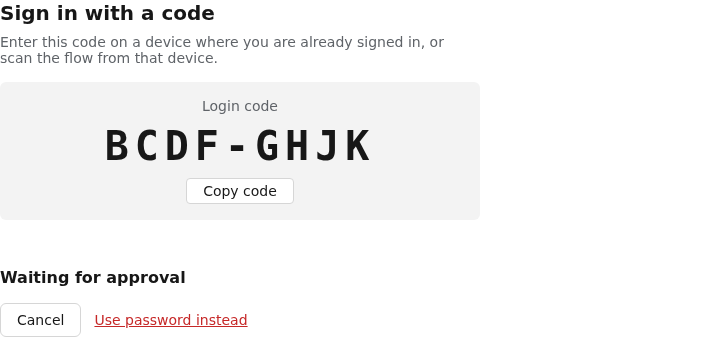 Sign in with a code
Enter this code on a device where you are already signed in, or
scan the flow from that device.
Login code
BCDF-GHJK
Copy code
Waiting for approval
Cancel
Use password instead